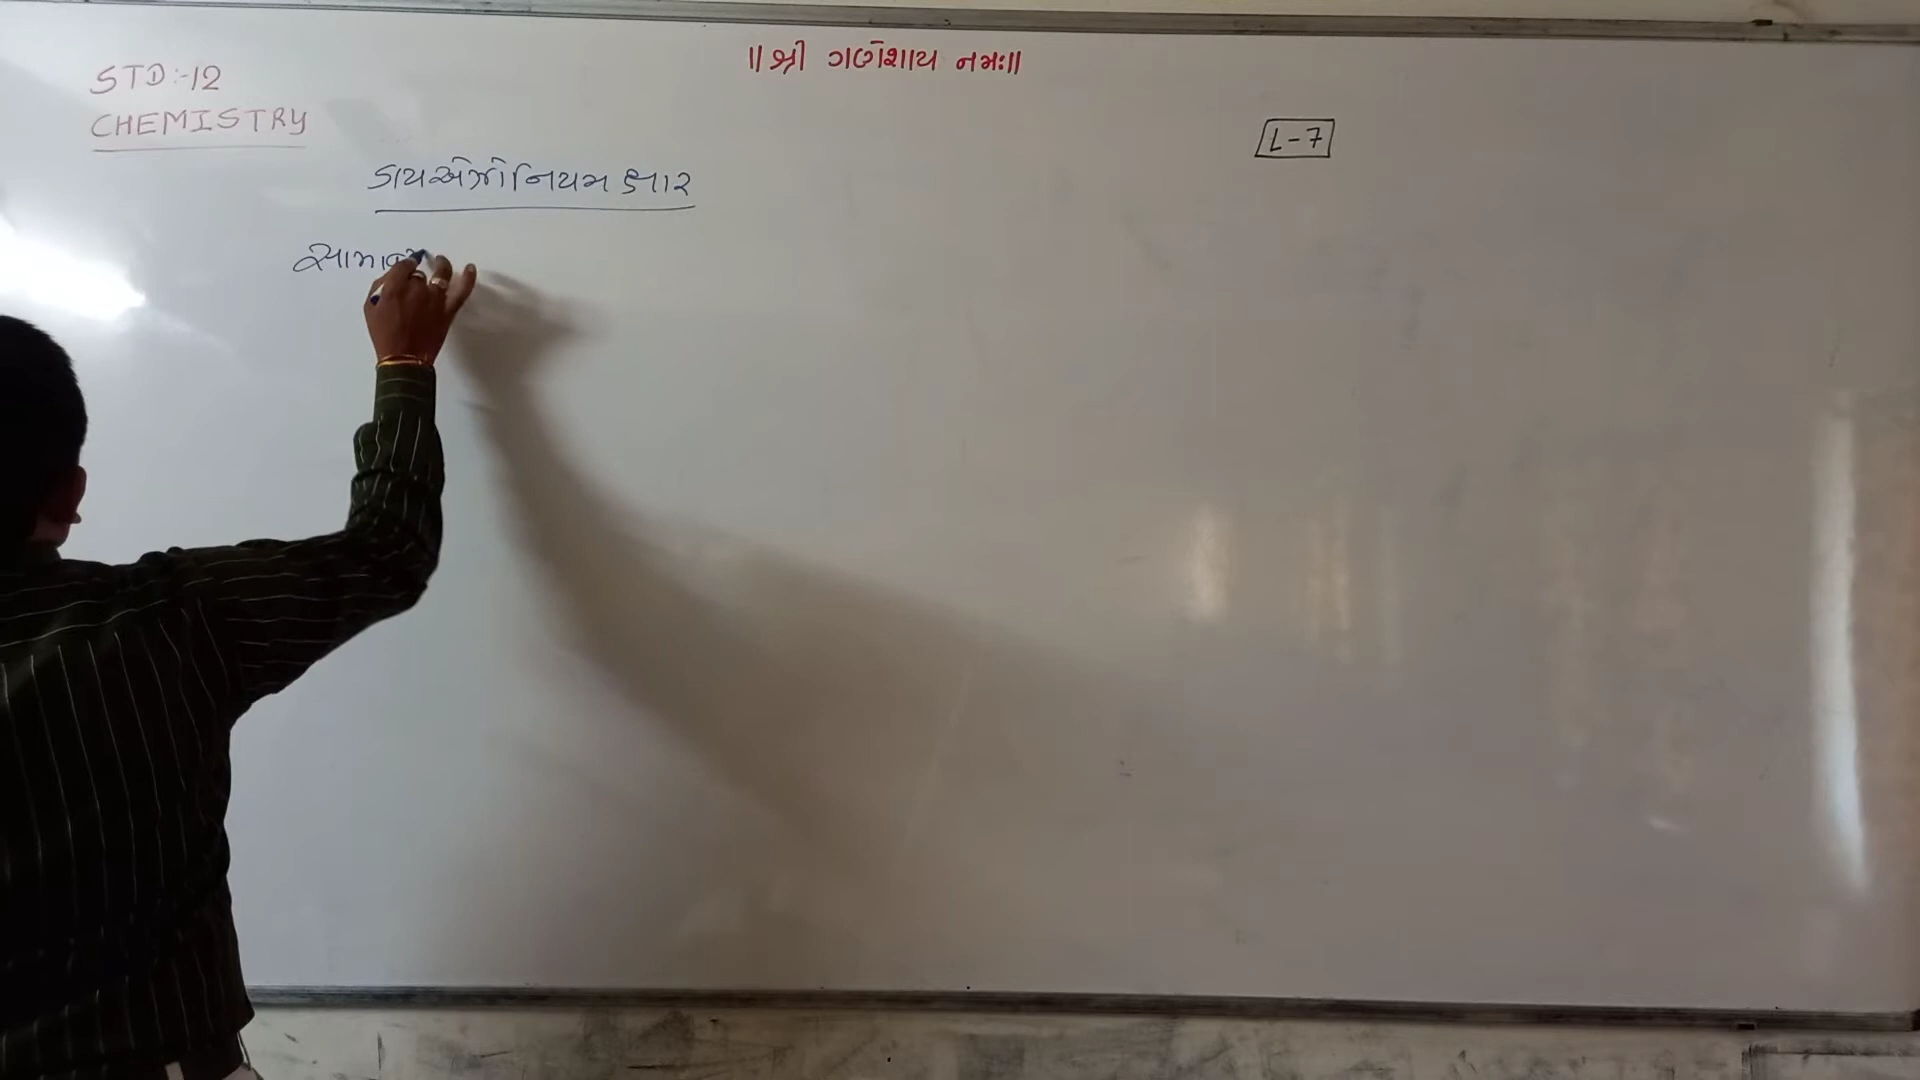 ॥ શ્રી ગણેશાય નમઃ ॥
STD:-12
CHEMISTRY
L-7
ડાયએઝોનિયમ ક્ષાર
સામાન્ય